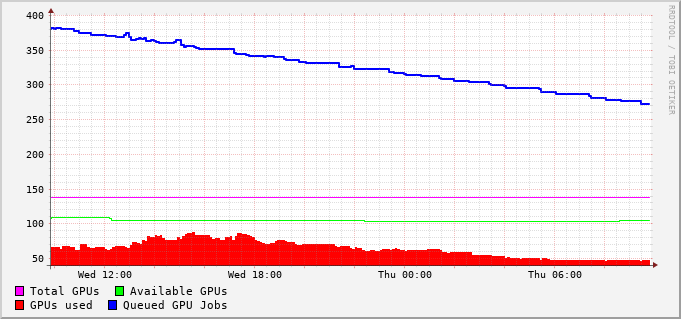 400
350
300
250
200
150
100
50
Wed 12:00 Wed 18:00 Thu 00:00 Thu 06:00
Total GPUs Available GPUs
GPUs used Queued GPU Jobs
RRDTOOL / TOBI OETIKER